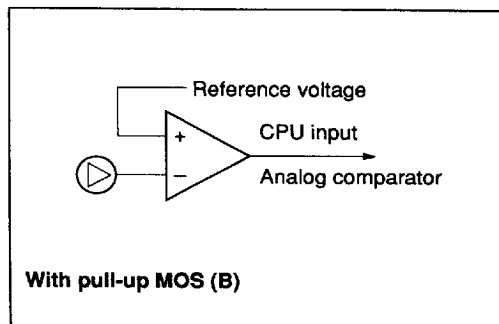 Reference voltage
+
CPU input
−
Analog comparator
With pull-up MOS (B)